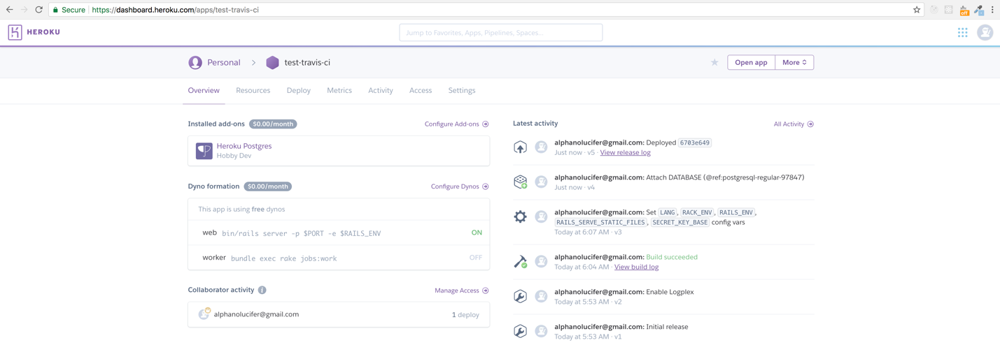 Secure https://dashboard.heroku.com/apps/test-travis-ci
off
HEROKU
Jump to Favorites, Apps, Pipelines, Spaces...
Personal > test-travis-ci
Open app More
Overview Resources Deploy Metrics Activity Access Settings
Installed add-ons $0.00/month Configure Add-ons
Heroku Postgres
Hobby Dev
Dyno formation $0.00/month Configure Dynos
This app is using free dynos
web bin/rails server -p $PORT -e $RAILS_ENV ON
worker bundle exec rake jobs:work OFF
Collaborator activity i Manage Access
alphanolucifer@gmail.com 1 deploy
Latest activity All Activity
alphanolucifer@gmail.com: Deployed 6703e649
Just now · v5 · View release log
alphanolucifer@gmail.com: Attach DATABASE (@ref:postgresql-regular-97847)
Just now · v4
alphanolucifer@gmail.com: Set LANG, RACK_ENV, RAILS_ENV,
RAILS_SERVE_STATIC_FILES, SECRET_KEY_BASE config vars
Today at 6:07 AM · v3
alphanolucifer@gmail.com: Build succeeded
Today at 6:04 AM · View build log
alphanolucifer@gmail.com: Enable Logplex
Today at 5:53 AM · v2
alphanolucifer@gmail.com: Initial release
Today at 5:53 AM · v1